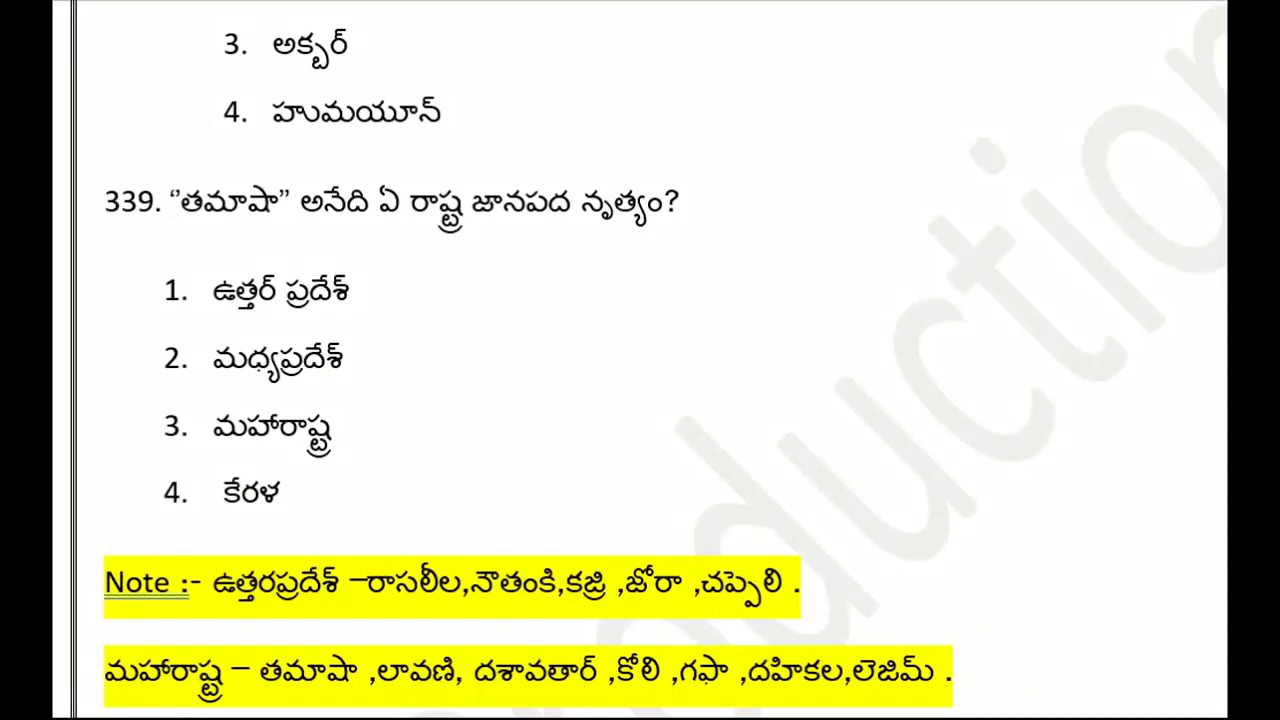 3. అక్బర్
4. హుమయూన్
339. “తమాషా” అనేది ఏ రాష్ట్ర జానపద నృత్యం?
1. ఉత్తర్ ప్రదేశ్
2. మధ్యప్రదేశ్
3. మహారాష్ట్ర
4. కేరళ
Note :- ఉత్తరప్రదేశ్ –రాసలీల,నౌతంకి,కజ్రి ,జోరా ,చప్పెలి .
మహారాష్ట్ర – తమాషా ,లావణి, దశావతార్ ,కోలి ,గఫా ,దహికల,లెజిమ్ .